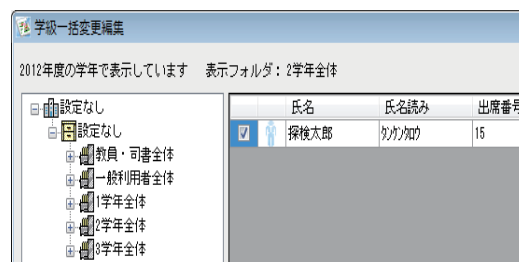 学級一括変更編集
2012年度の学年で表示しています 表示フォルダ：2学年全体
設定なし
設定なし
教員・司書全体
一般利用者全体
1学年全体
2学年全体
3学年全体
氏名 氏名読み 出席番号
探検太郎 ﾀﾝｹﾝﾀﾛｳ 15